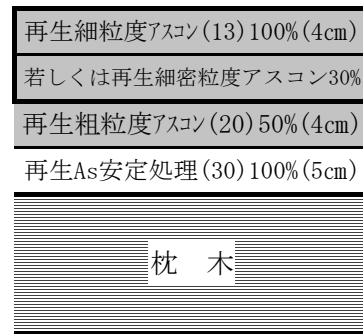 再生細粒度ｱｽｺﾝ(13)100%(4㎝)
若しくは再生細密粒度アスコン30%
再生粗粒度ｱｽｺﾝ(20)50%(4㎝)
再生As安定処理(30)100%(5㎝)
枕　木